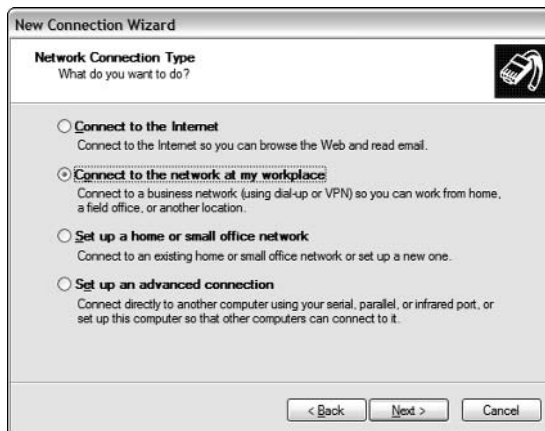 New Connection Wizard
Network Connection Type
What do you want to do?
Connect to the Internet
Connect to the Internet so you can browse the Web and read email.
Connect to the network at my workplace
Connect to a business network (using dial-up or VPN) so you can work from home,
a field office, or another location.
Set up a home or small office network
Connect to an existing home or small office network or set up a new one.
Set up an advanced connection
Connect directly to another computer using your serial, parallel, or infrared port, or
set up this computer so that other computers can connect to it.
< Back Next > Cancel